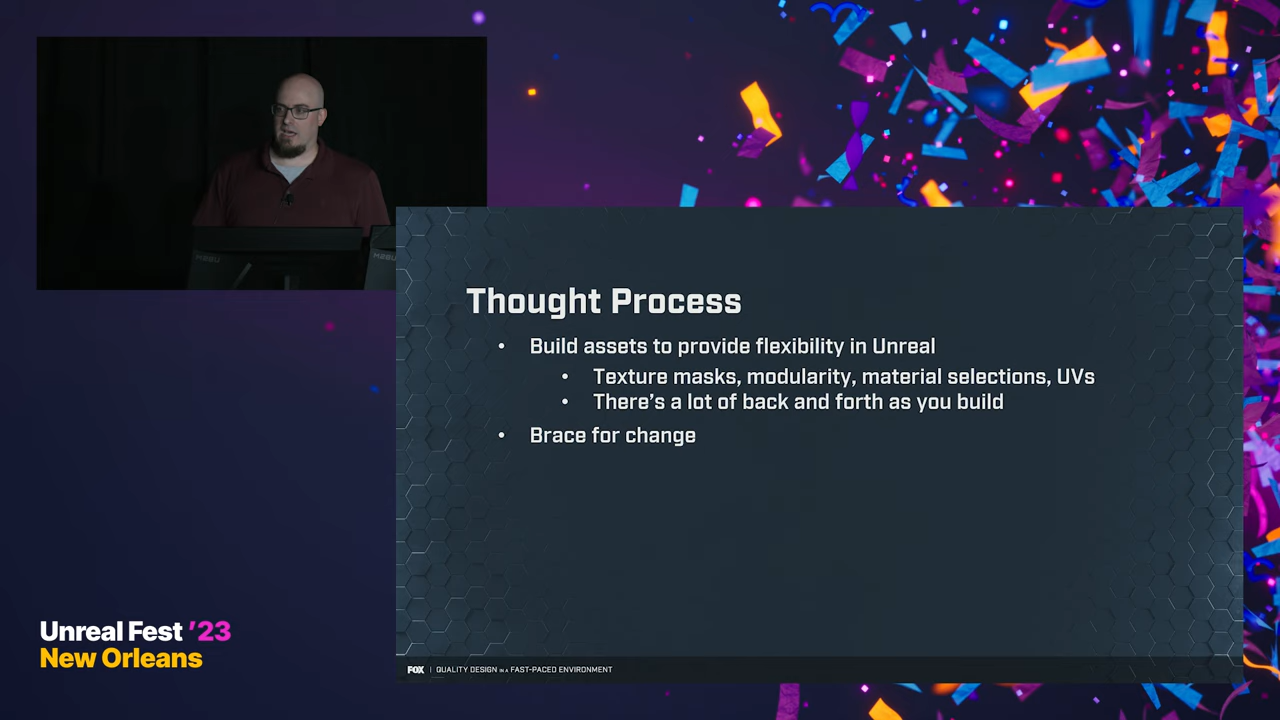 Thought Process
• Build assets to provide flexibility in Unreal
• Texture masks, modularity, material selections, UVs
• There's a lot of back and forth as you build
• Brace for change
Unreal Fest '23
New Orleans
FOX | QUALITY DESIGN IN A FAST-PACED ENVIRONMENT